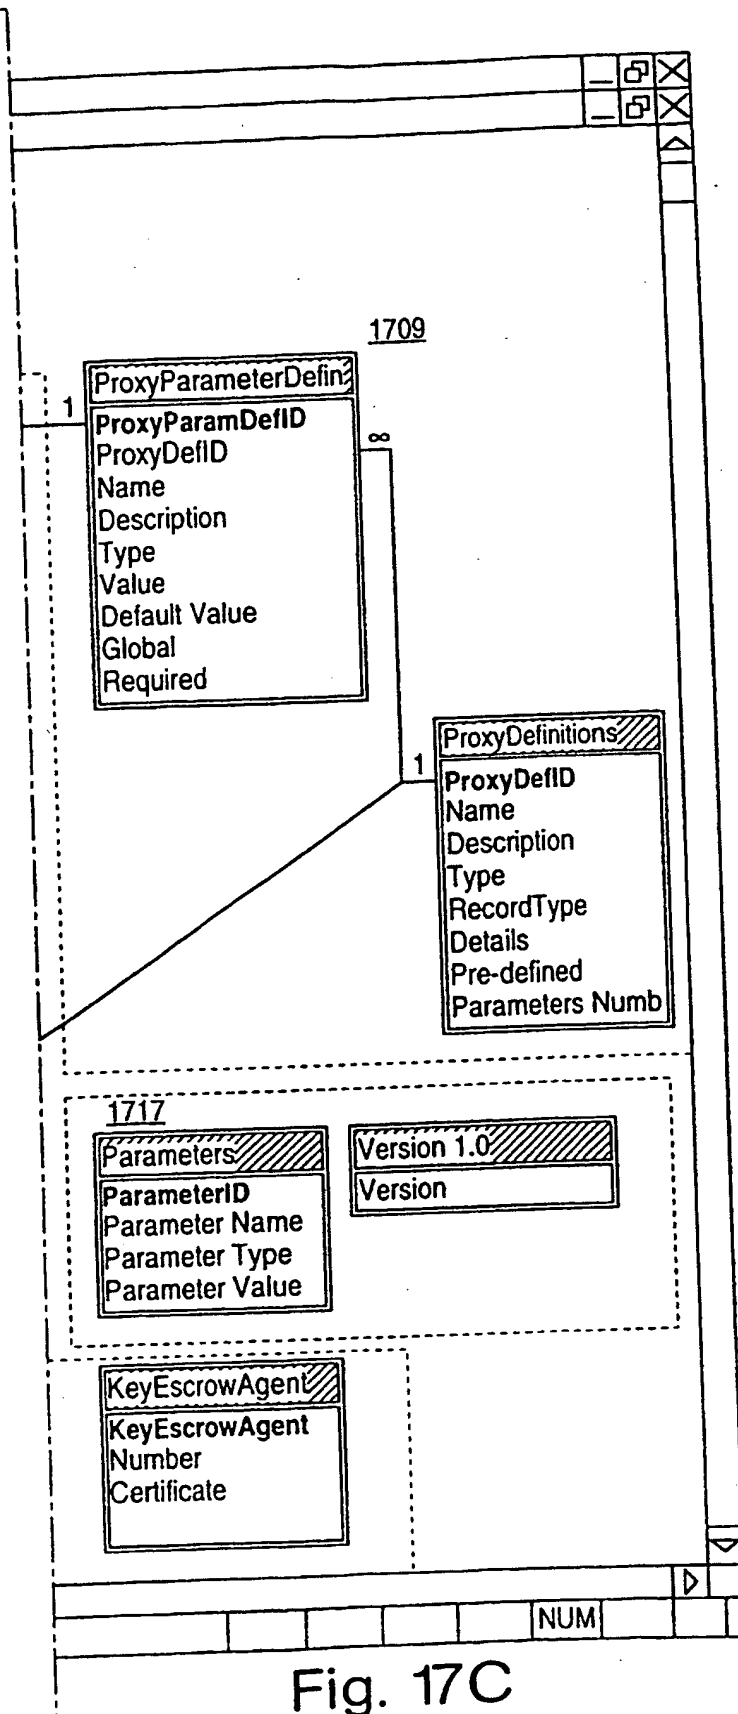 1709
ProxyParameterDefin
1
ProxyParamDefID
∞
ProxyDefID
Name
Description
Type
Value
Default Value
Global
Required
ProxyDefinitions
1
ProxyDefID
Name
Description
Type
RecordType
Details
Pre-defined
Parameters Numb
1717
Parameters
ParameterID
Parameter Name
Parameter Type
Parameter Value
Version 1.0
Version
KeyEscrowAgent
KeyEscrowAgent
Number
Certificate
NUM
Fig. 17C